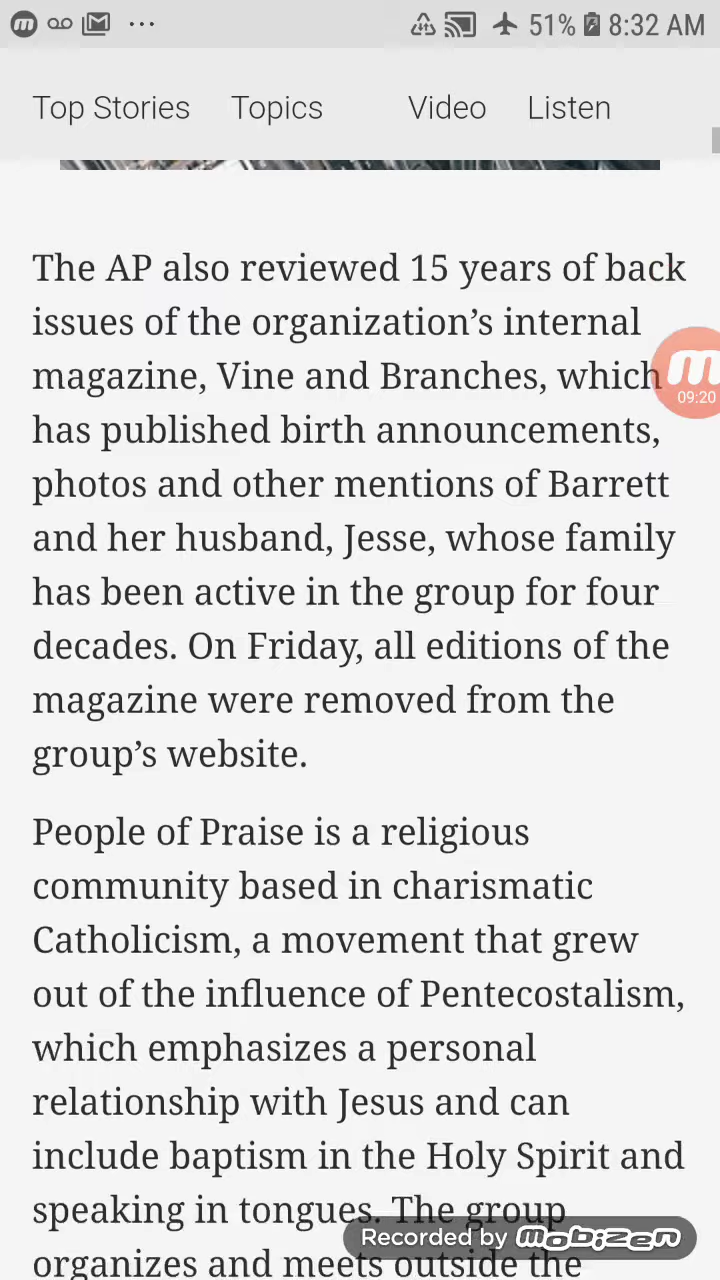 51% 8:32 AM
Top Stories Topics Video Listen
The AP also reviewed 15 years of back
issues of the organization’s internal
magazine, Vine and Branches, which
has published birth announcements,
photos and other mentions of Barrett
and her husband, Jesse, whose family
has been active in the group for four
decades. On Friday, all editions of the
magazine were removed from the
group’s website.
People of Praise is a religious
community based in charismatic
Catholicism, a movement that grew
out of the influence of Pentecostalism,
which emphasizes a personal
relationship with Jesus and can
include baptism in the Holy Spirit and
speaking in tongues. The group
organizes and meets outside the
m
09:20
Recorded by mobizen